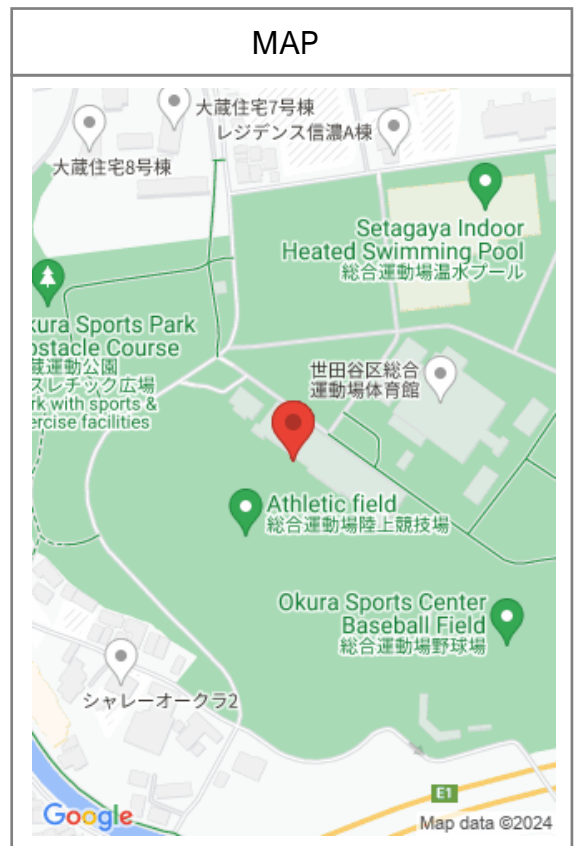 MAP
大蔵住宅7号棟
レジデンス信濃A棟
大蔵住宅8号棟
Setagaya Indoor
Heated Swimming Pool
総合運動場温水プール
kura Sports Park
bstacle Course
蔵運動公園
スレチック広場
rk with sports &
ercise facilities
世田谷区総合
運動場体育館
Athletic field
総合運動場陸上競技場
Okura Sports Center
Baseball Field
総合運動場野球場
シャレーオークラ2
E1
Google
Map data ©2024